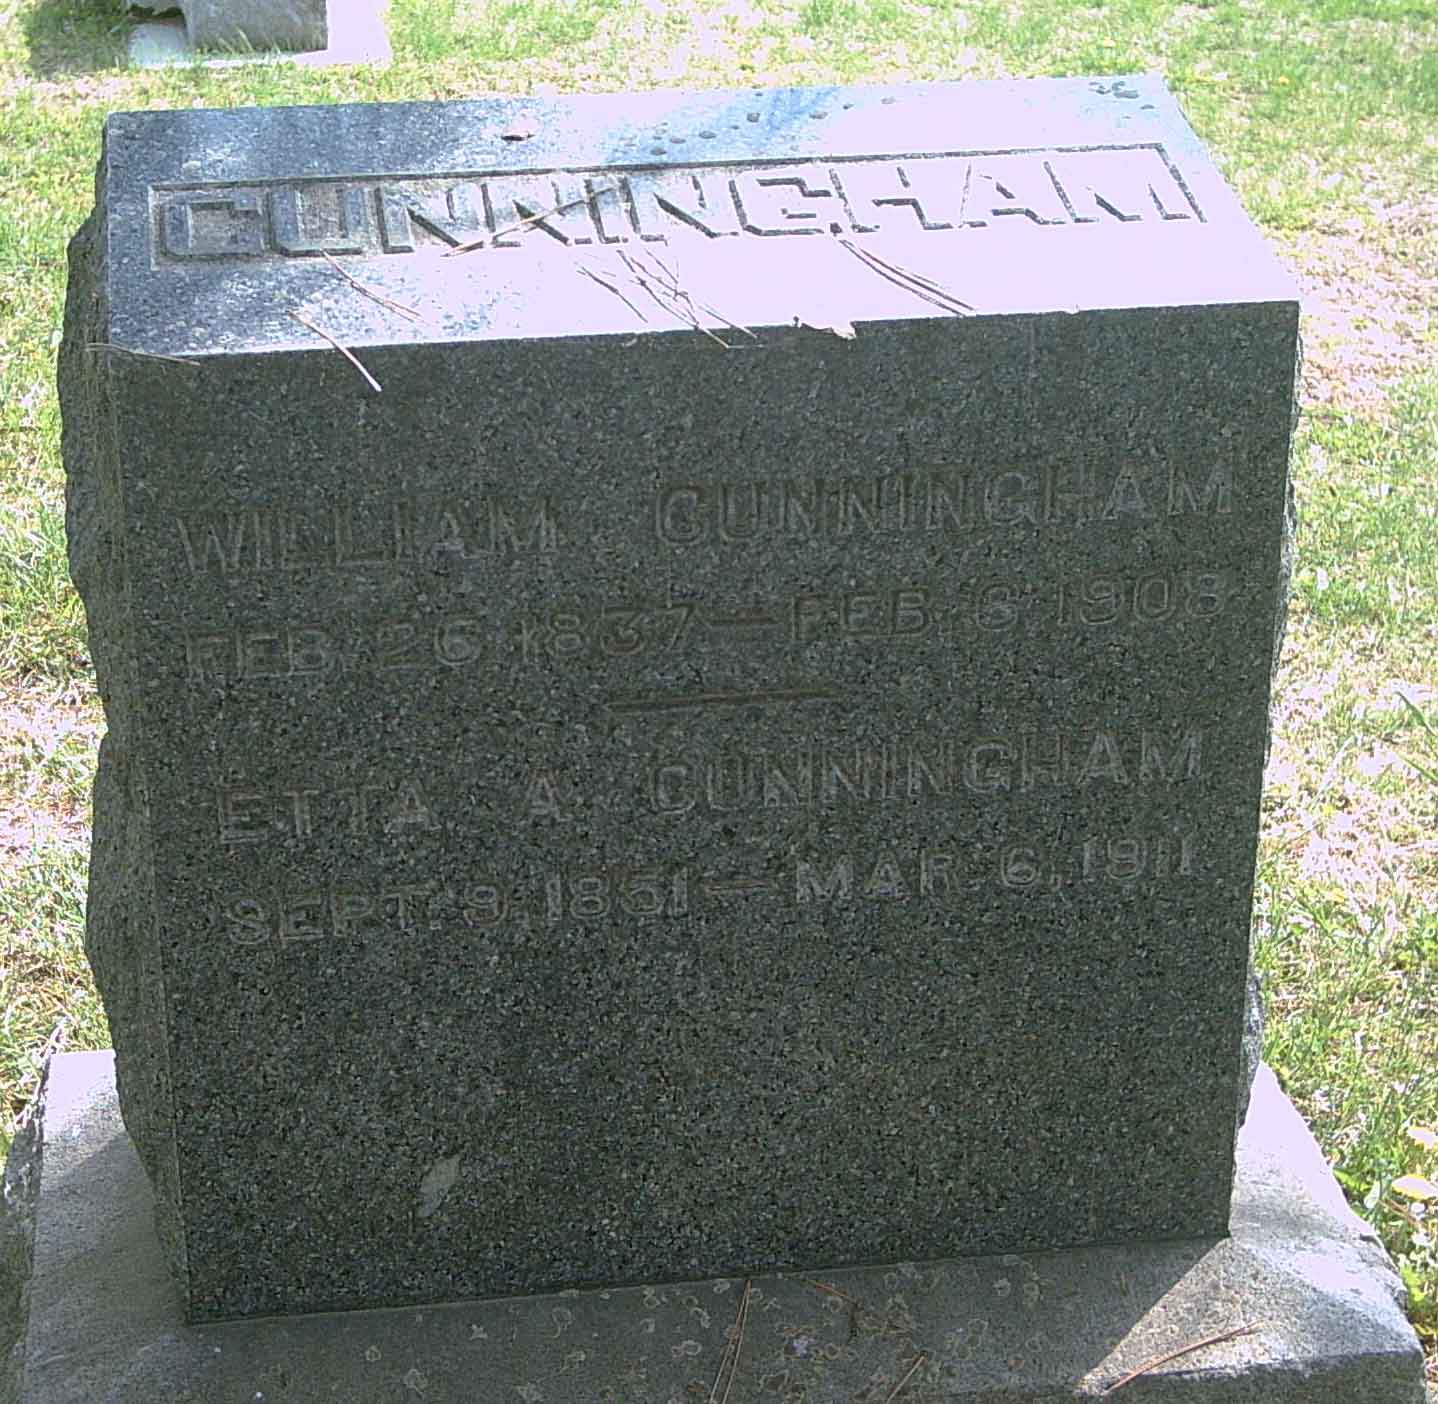 CUNNINGHAM
WILLIAM CUNNINGHAM
FEB. 26 1837 — FEB. 6 1908
ETTA A. CUNNINGHAM
SEPT. 9, 1851 — MAR. 6, 1911